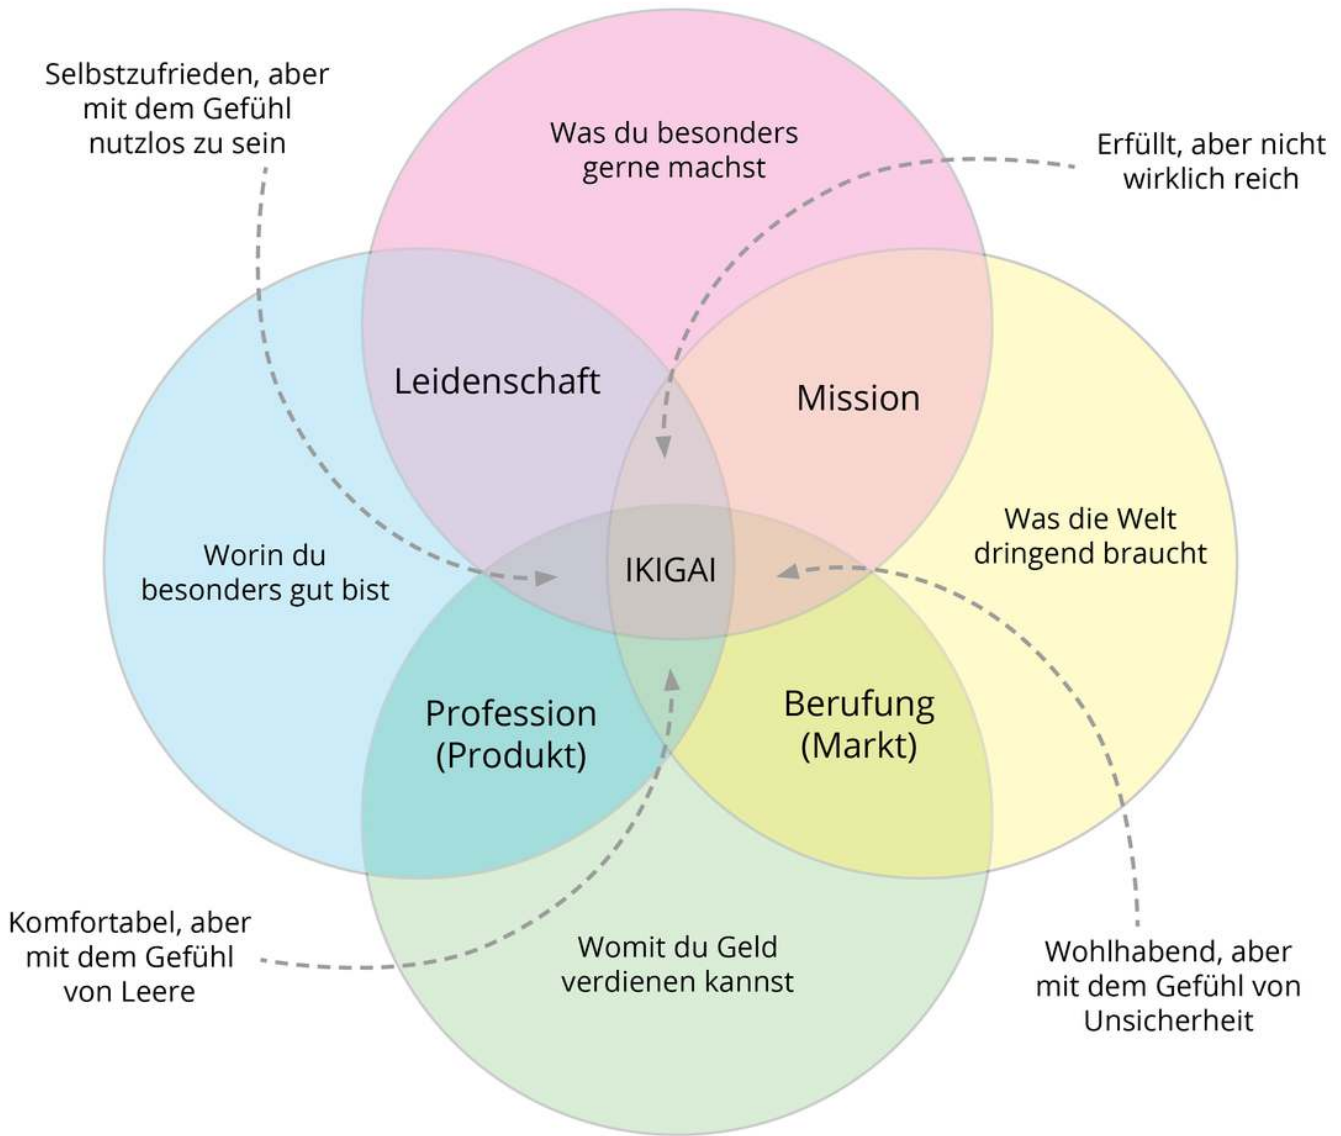 Selbstzufrieden, aber
mit dem Gefühl
nutzlos zu sein
Was du besonders
gerne machst
Erfüllt, aber nicht
wirklich reich
Leidenschaft
Mission
Worin du
besonders gut bist
IKIGAI
Was die Welt
dringend braucht
Profession
(Produkt)
Berufung
(Markt)
Komfortabel, aber
mit dem Gefühl
von Leere
Womit du Geld
verdienen kannst
Wohlhabend, aber
mit dem Gefühl von
Unsicherheit